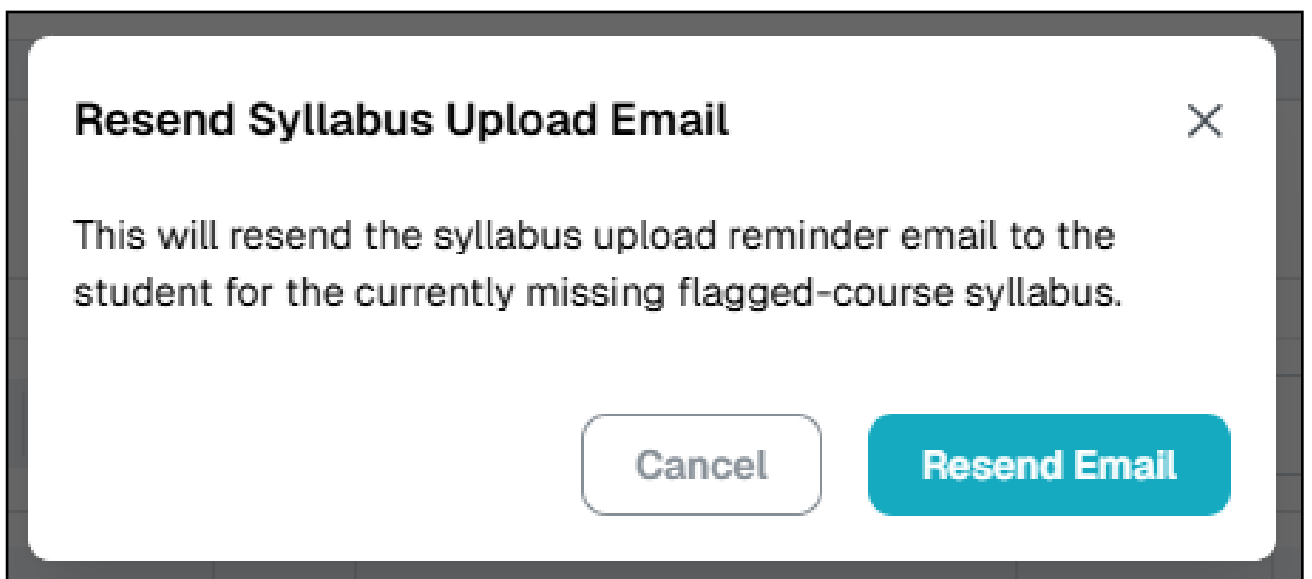 Resend Syllabus Upload Email
This will resend the syllabus upload reminder email to the
student for the currently missing flagged-course syllabus.
Cancel
Resend Email